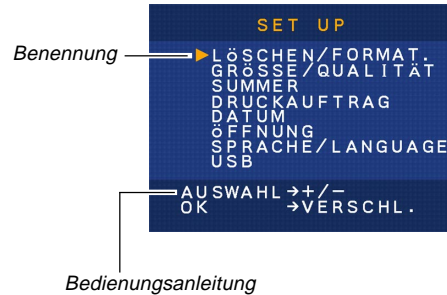 SET UP
Benennung
LÖSCHEN/FORMAT.
GRÖSSE/QUALITÄT
SUMMER
DRUCKAUFTRAG
DATUM
ÖFFNUNG
SPRACHE/LANGUAGE
USB
AUSWAHL→+/−
OK →VERSCHL.
Bedienungsanleitung